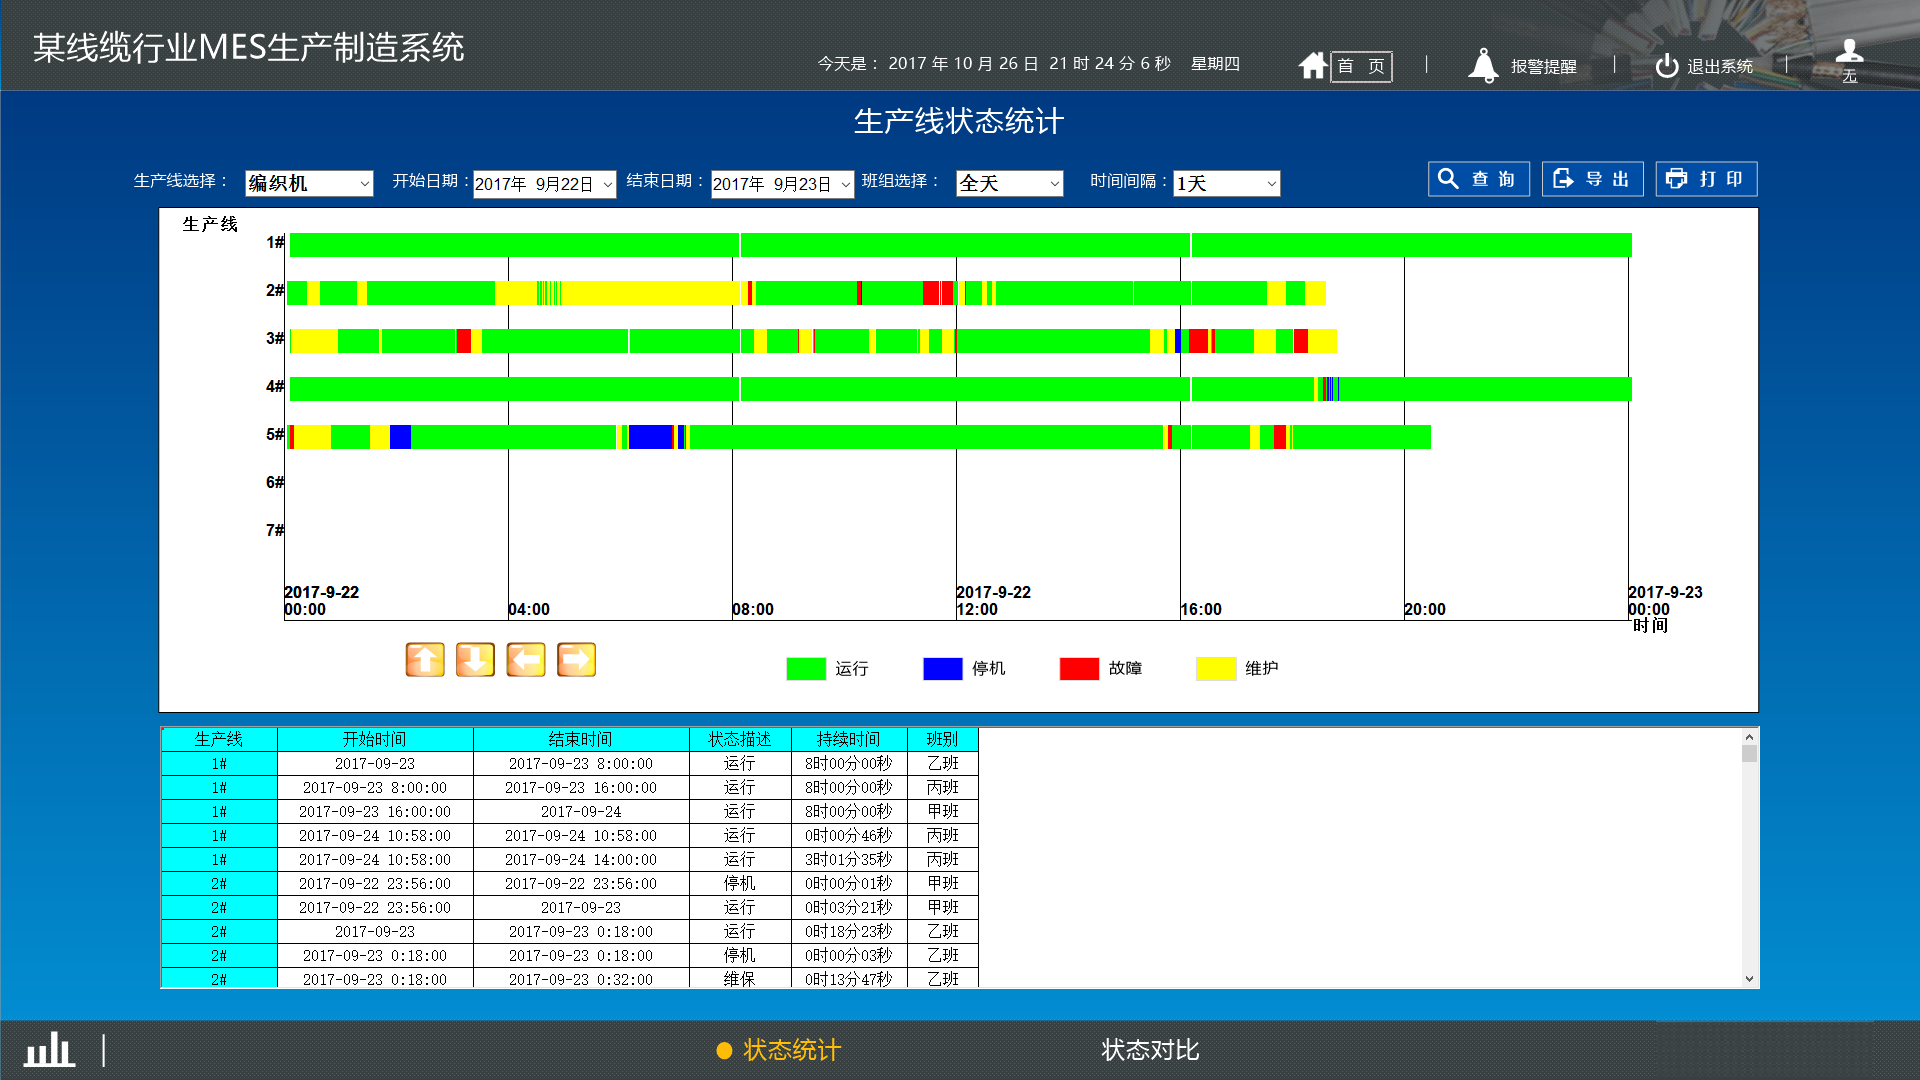 某线缆行业MES生产制造系统
今天是： 2017 年 10 月 26 日 21 时 24 分 6 秒 星期四
首 页
报警提醒
退出系统
无
生产线状态统计
生产线选择： 编织机 开始日期： 2017年 9月22日 结束日期： 2017年 9月23日 班组选择： 全天 时间间隔： 1天
查 询 导 出 打 印
生产线
1#
2#
3#
4#
5#
6#
7#
2017-9-22 2017-9-22 2017-9-23
00:00 04:00 08:00 12:00 16:00 20:00 00:00
时间
运行 停机 故障 维护
生产线 开始时间 结束时间 状态描述 持续时间 班别
1# 2017-09-23 2017-09-23 8:00:00 运行 8时00分00秒 乙班
1# 2017-09-23 8:00:00 2017-09-23 16:00:00 运行 8时00分00秒 丙班
1# 2017-09-23 16:00:00 2017-09-24 运行 8时00分00秒 甲班
1# 2017-09-24 10:58:00 2017-09-24 10:58:00 运行 0时00分46秒 丙班
1# 2017-09-24 10:58:00 2017-09-24 14:00:00 运行 3时01分35秒 丙班
2# 2017-09-22 23:56:00 2017-09-22 23:56:00 停机 0时00分01秒 甲班
2# 2017-09-22 23:56:00 2017-09-23 运行 0时03分21秒 甲班
2# 2017-09-23 2017-09-23 0:18:00 运行 0时18分23秒 乙班
2# 2017-09-23 0:18:00 2017-09-23 0:18:00 停机 0时00分03秒 乙班
2# 2017-09-23 0:18:00 2017-09-23 0:32:00 维保 0时13分47秒 乙班
状态统计 状态对比